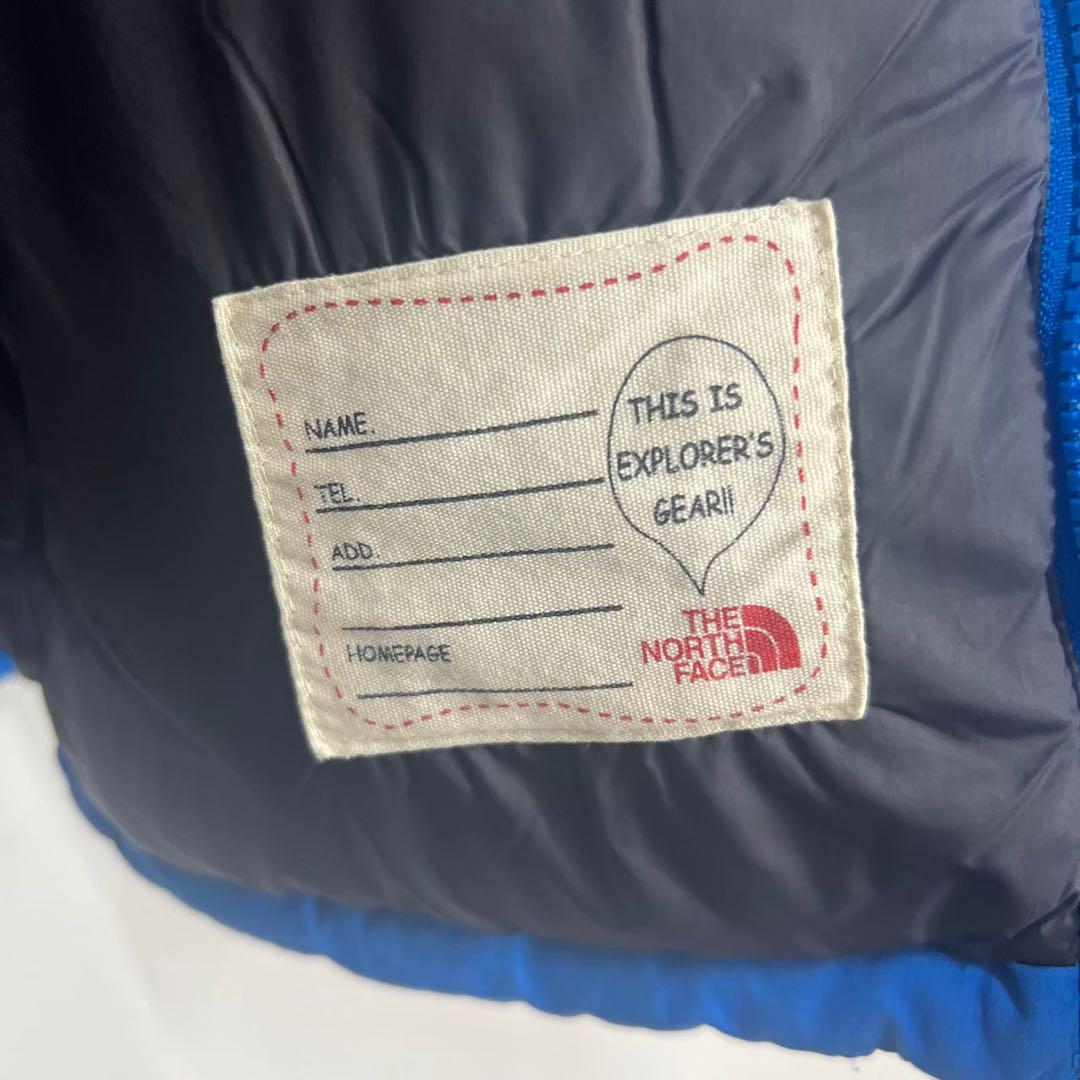 NAME.
TEL.
ADD.
HOMEPAGE
THIS IS
EXPLORER'S
GEAR!!
THE
NORTH
FACE